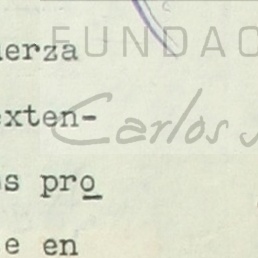 FUNDAC
erza
exten-
Carlos
s pro
e en